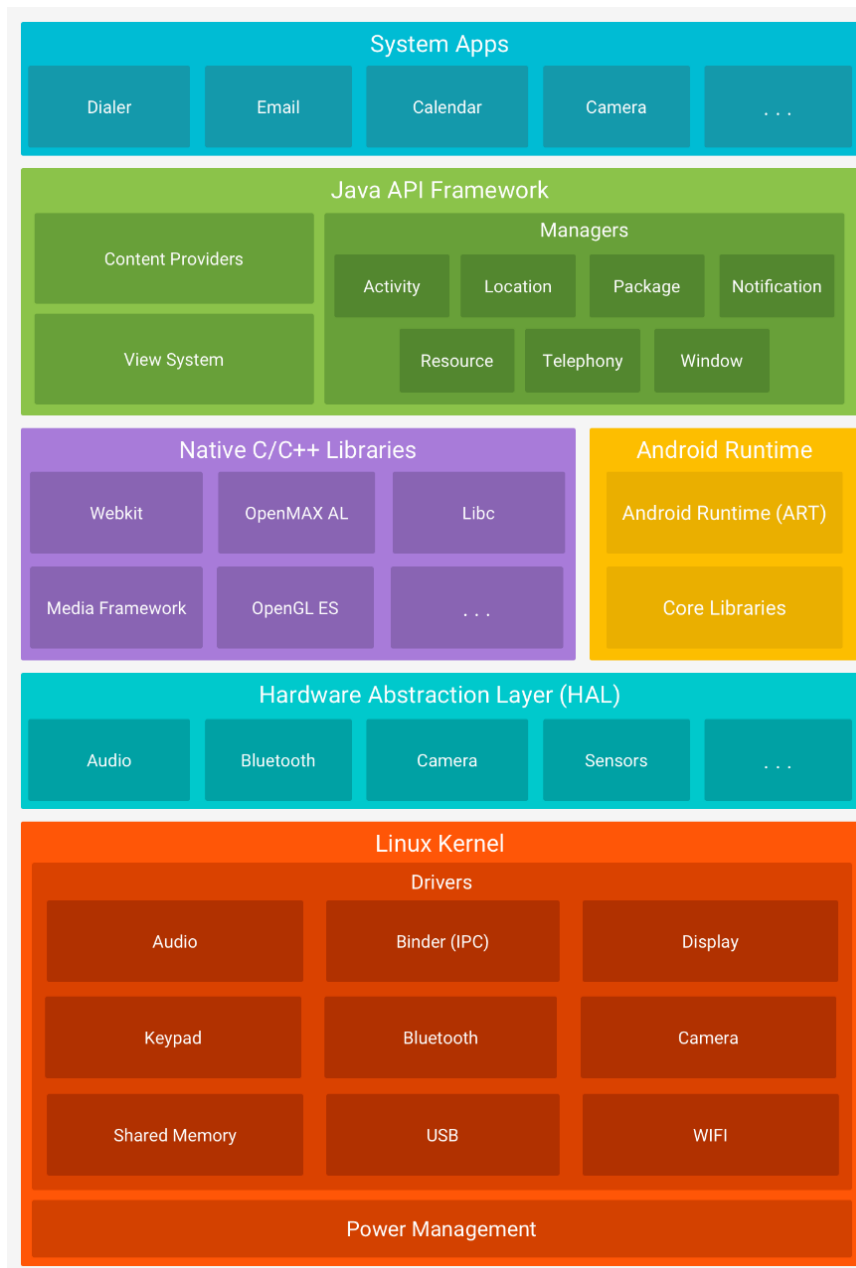 System Apps
Dialer
Email
Calendar
Camera
. . .
Java API Framework
Content Providers
View System
Managers
Activity
Location
Package
Notification
Resource
Telephony
Window
Native C/C++ Libraries
Webkit
OpenMAX AL
Libc
Media Framework
OpenGL ES
. . .
Android Runtime
Android Runtime (ART)
Core Libraries
Hardware Abstraction Layer (HAL)
Audio
Bluetooth
Camera
Sensors
. . .
Linux Kernel
Drivers
Audio
Binder (IPC)
Display
Keypad
Bluetooth
Camera
Shared Memory
USB
WIFI
Power Management